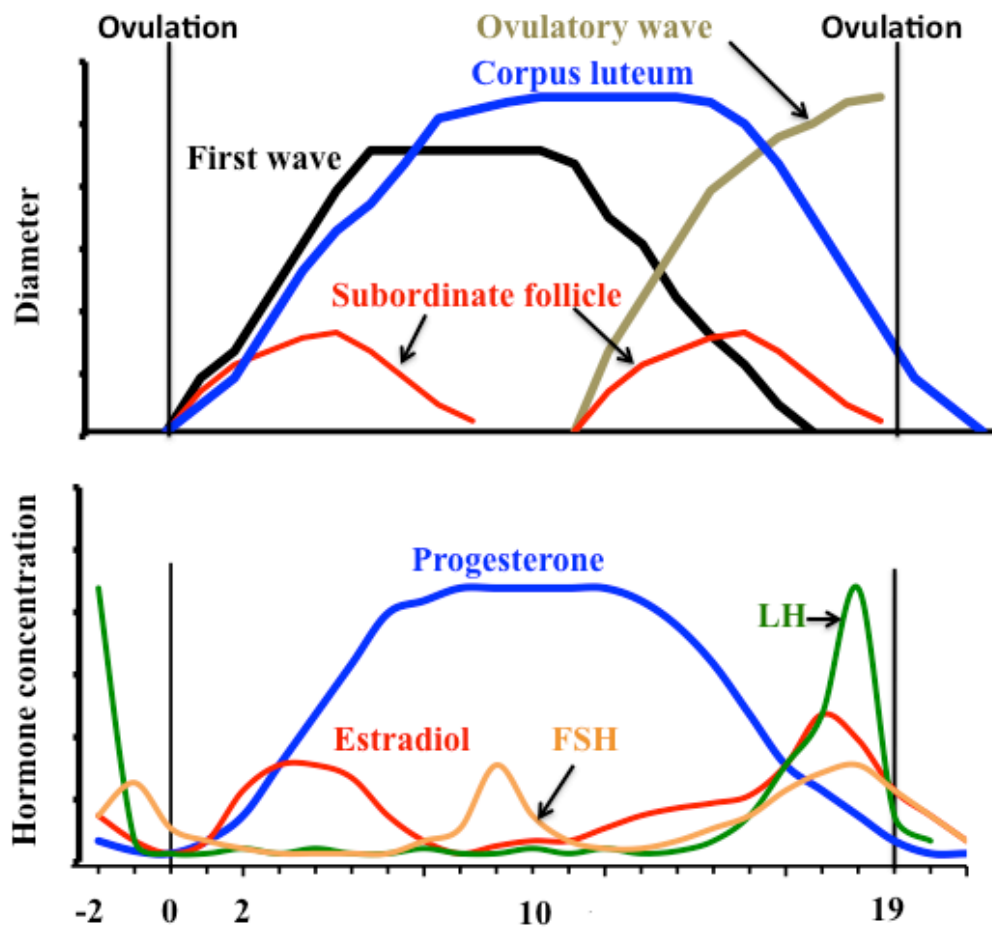 Ovulation
Ovulatory wave
Ovulation
Corpus luteum
First wave
Subordinate follicle
Diameter
Progesterone
LH
Estradiol
FSH
Hormone concentration
-2 0 2 10 19